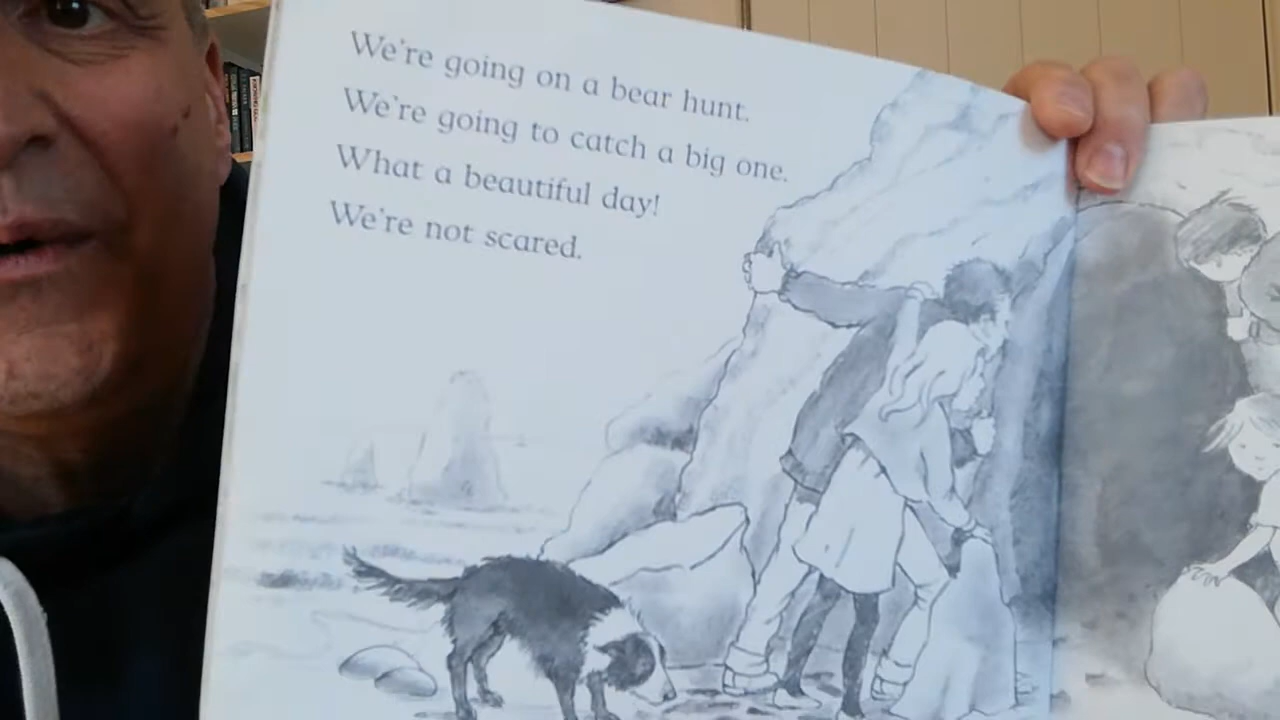 We're going on a bear hunt.
We're going to catch a big one.
What a beautiful day!
We're not scared.